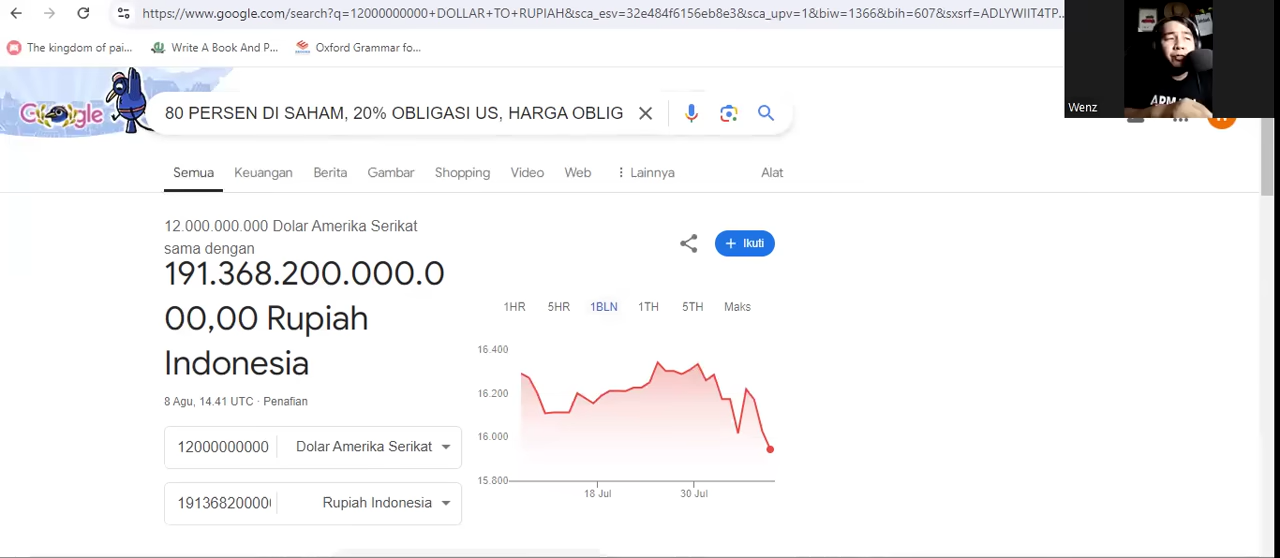 https://www.google.com/search?q=12000000000+DOLLAR+TO+RUPIAH&sca_esv=32e484f6156eb8e3&sca_upv=1&biw=1366&bih=607&sxsrf=ADLYWIIT4TP...
The kingdom of pai...
Write A Book And P...
Oxford Grammar fo...
Wenz
Google
80 PERSEN DI SAHAM, 20% OBLIGASI US, HARGA OBLIG
Semua
Keuangan
Berita
Gambar
Shopping
Video
Web
Lainnya
Alat
12.000.000.000 Dolar Amerika Serikat
sama dengan
191.368.200.000.0
00,00 Rupiah
Indonesia
8 Agu, 14.41 UTC · Penafian
12000000000
Dolar Amerika Serikat
19136820000
Rupiah Indonesia
+ Ikuti
1HR
5HR
1BLN
1TH
5TH
Maks
16.400
16.200
16.000
15.800
18 Jul
30 Jul